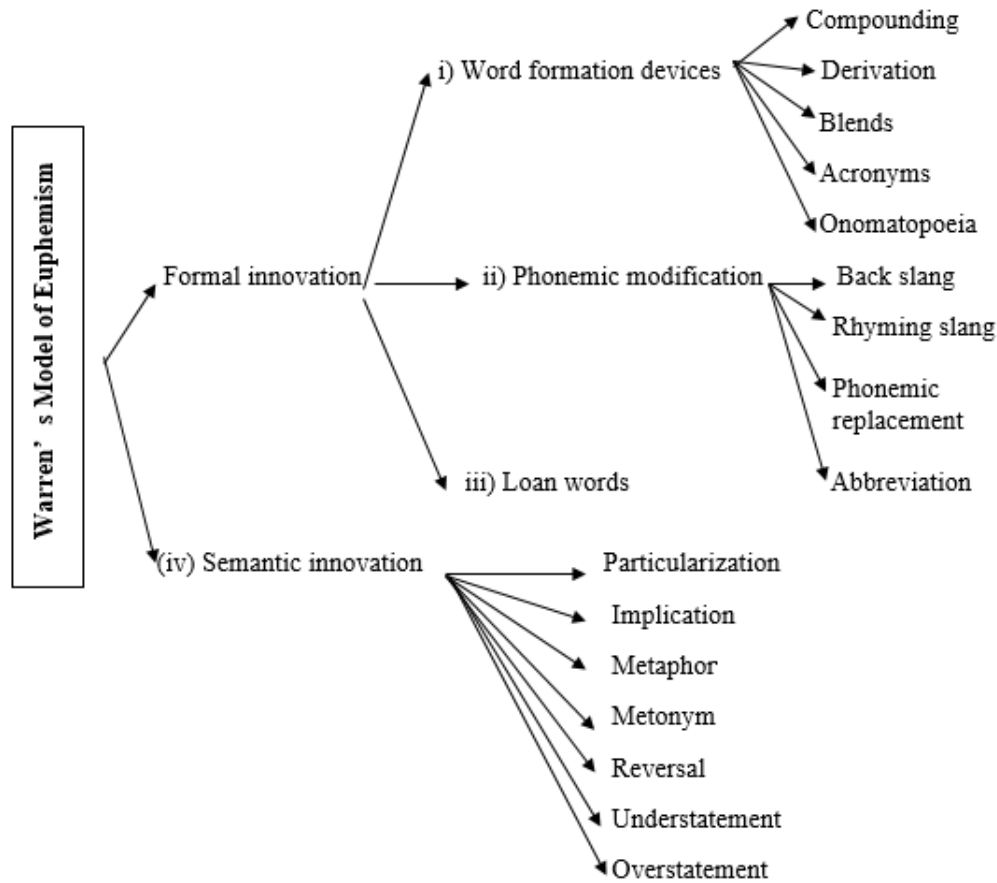 Warren’s Model of Euphemism
Formal innovation
i) Word formation devices
Compounding
Derivation
Blends
Acronyms
Onomatopoeia
ii) Phonemic modification
Back slang
Rhyming slang
Phonemic
replacement
Abbreviation
iii) Loan words
(iv) Semantic innovation
Particularization
Implication
Metaphor
Metonym
Reversal
Understatement
Overstatement